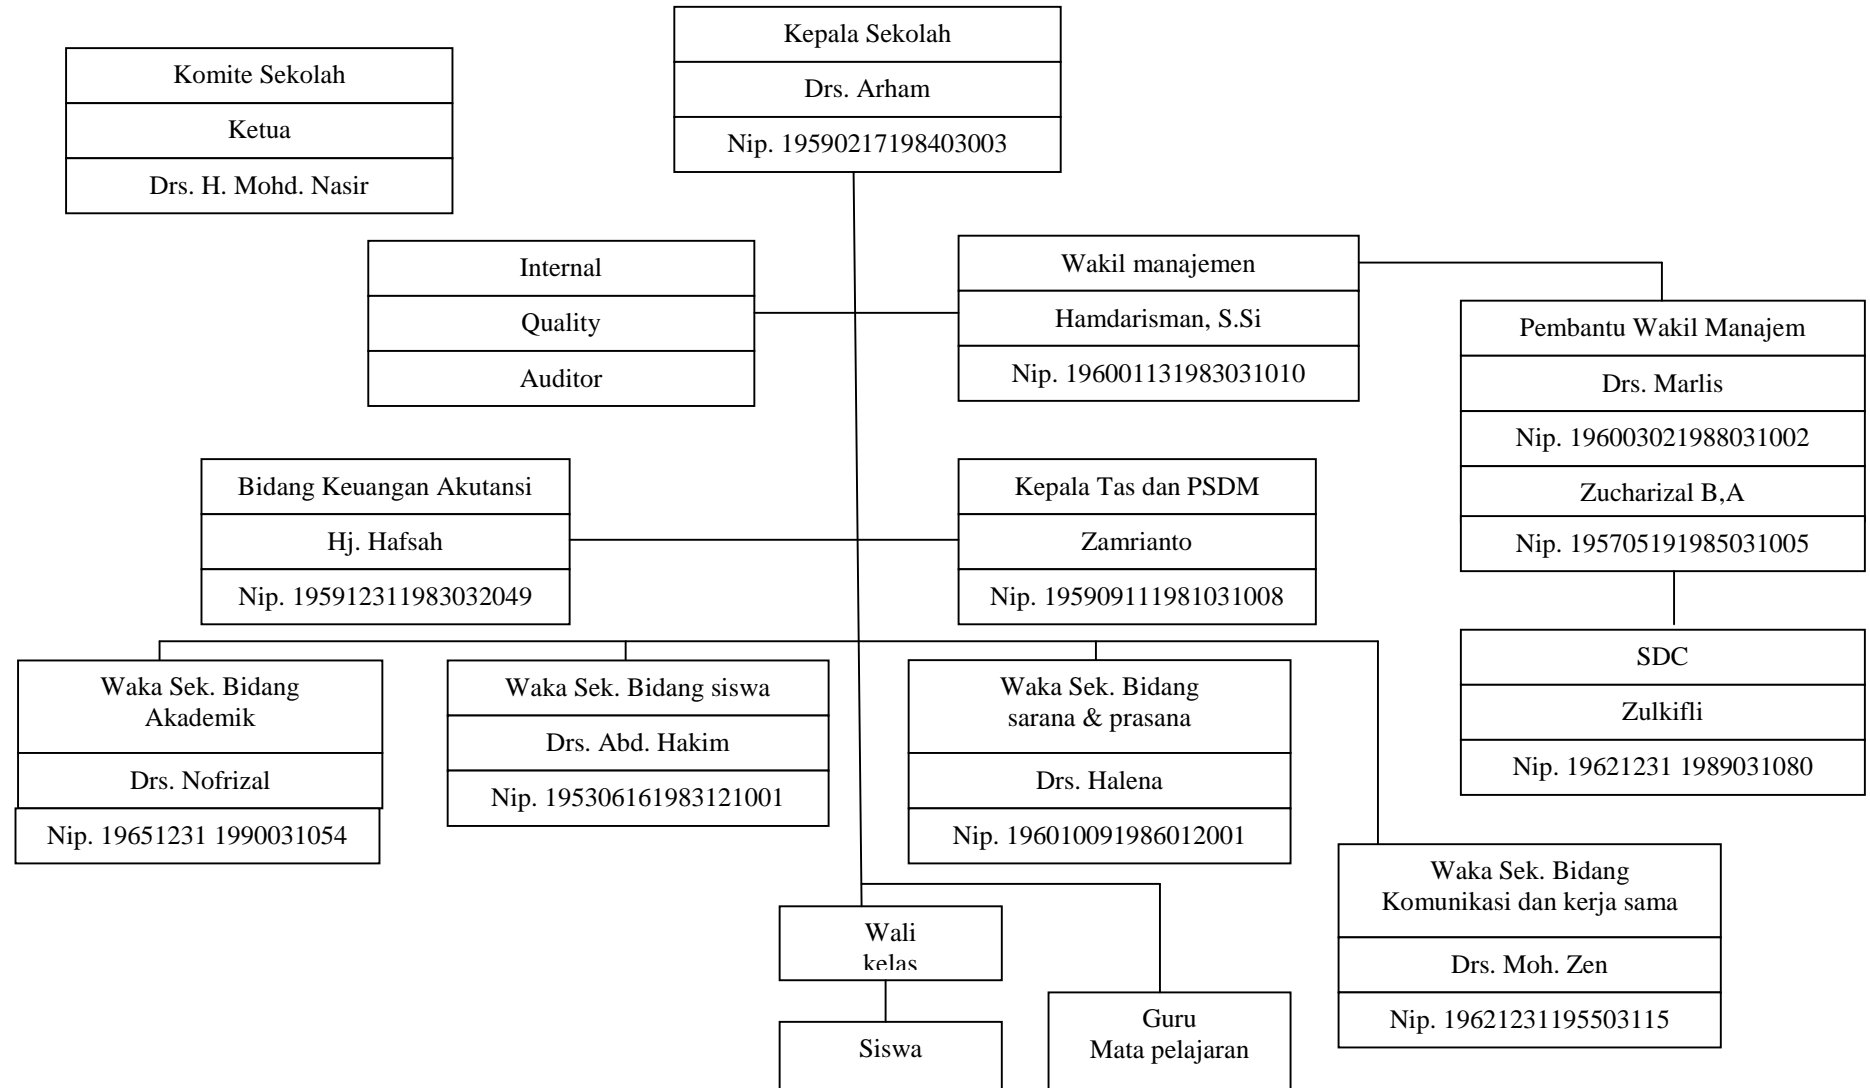 Kepala Sekolah
Drs. Arham
Nip. 19590217198403003
Komite Sekolah
Ketua
Drs. H. Mohd. Nasir
Internal
Quality
Auditor
Wakil manajemen
Hamdarisman, S.Si
Nip. 196001131983031010
Pembantu Wakil Manajem
Drs. Marlis
Nip. 196003021988031002
Zucharizal B,A
Nip. 195705191985031005
Bidang Keuangan Akutansi
Hj. Hafsah
Nip. 195912311983032049
Kepala Tas dan PSDM
Zamrianto
Nip. 195909111981031008
SDC
Zulkifli
Nip. 19621231 1989031080
Waka Sek. Bidang
Akademik
Drs. Nofrizal
Nip. 19651231 1990031054
Waka Sek. Bidang siswa
Drs. Abd. Hakim
Nip. 195306161983121001
Waka Sek. Bidang
sarana & prasana
Drs. Halena
Nip. 196010091986012001
Waka Sek. Bidang
Komunikasi dan kerja sama
Drs. Moh. Zen
Nip. 19621231195503115
Wali
kelas
Siswa
Guru
Mata pelajaran